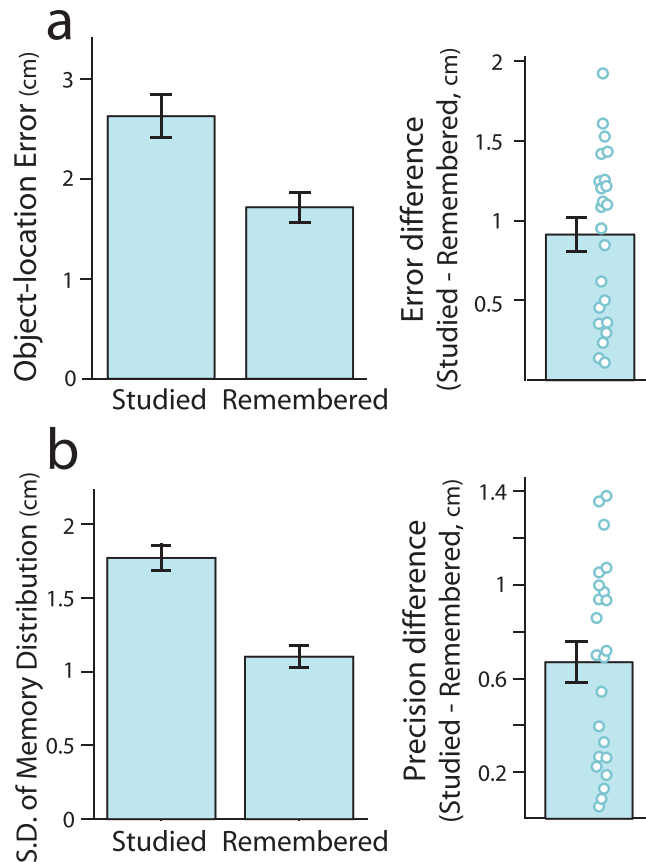 a
Object-location Error (cm)
3
2
1
0
Studied
Remembered
Error difference
(Studied - Remembered, cm)
2
1.5
1
0.5
b
S.D. of Memory Distribution (cm)
2
1.5
1
0.5
0
Studied
Remembered
Precision difference
(Studied - Remembered, cm)
1.4
1
0.6
0.2